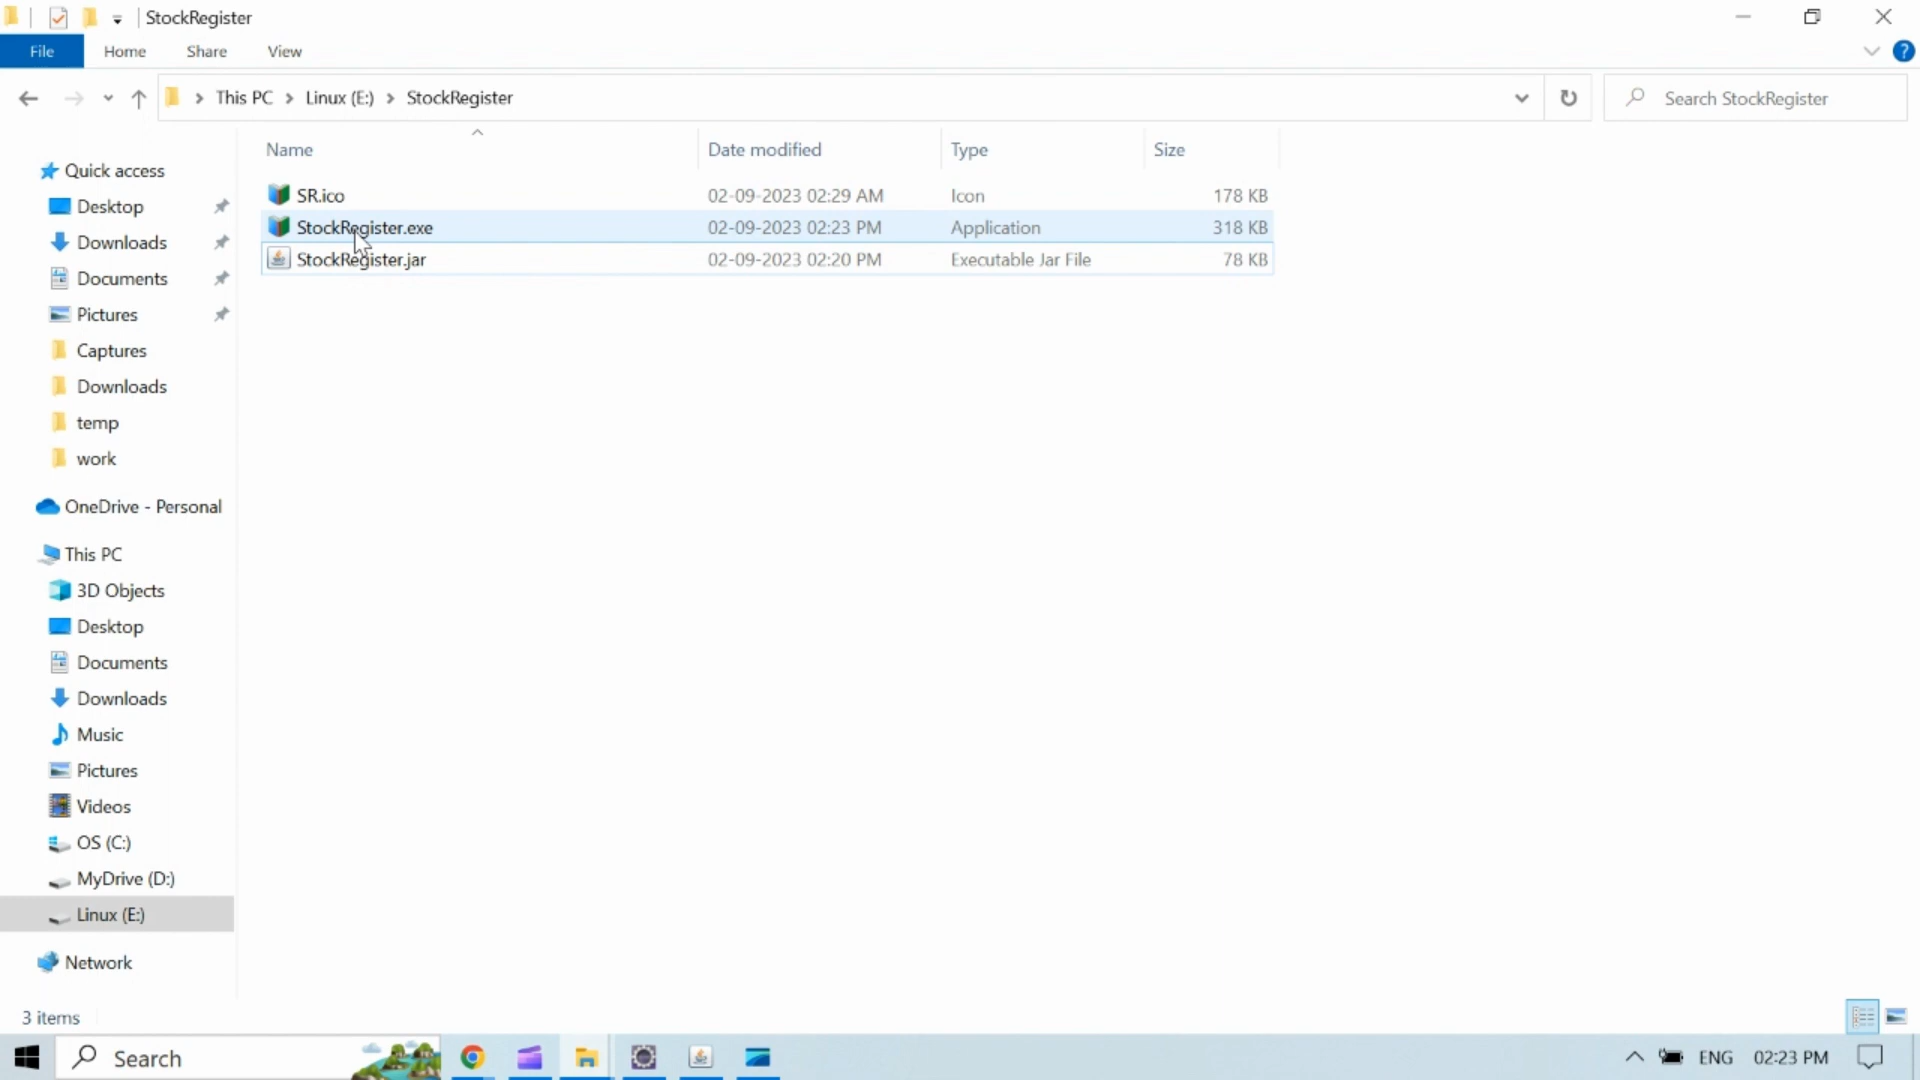 StockRegister
File Home Share View
This PC Linux (E:) StockRegister
Search StockRegister
Name Date modified Type Size
SR.ico 02-09-2023 02:29 AM Icon 178 KB
StockRegister.exe 02-09-2023 02:23 PM Application 318 KB
StockRegister.jar 02-09-2023 02:20 PM Executable Jar File 78 KB
Quick access
Desktop
Downloads
Documents
Pictures
Captures
Downloads
temp
work
OneDrive - Personal
This PC
3D Objects
Desktop
Documents
Downloads
Music
Pictures
Videos
OS (C:)
MyDrive (D:)
Linux (E:)
Network
3 items
Search
ENG 02:23 PM